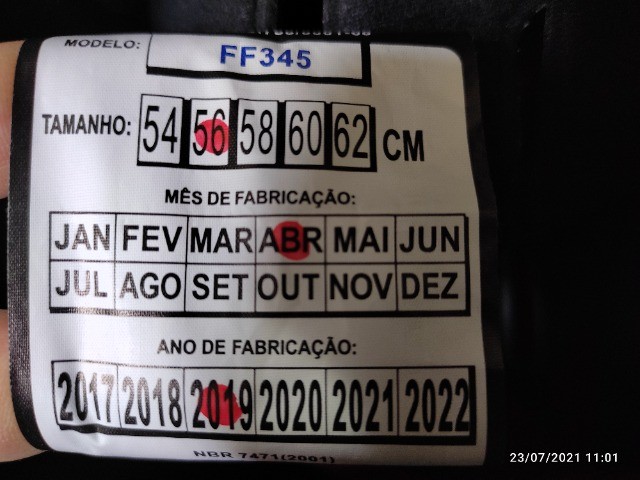 MODELO: FF345
TAMANHO: 54 56 58 60 62 CM
MÊS DE FABRICAÇÃO:
JAN FEV MAR ABR MAI JUN
JUL AGO SET OUT NOV DEZ
ANO DE FABRICAÇÃO:
2017 2018 2019 2020 2021 2022
NBR 7471(2001)
23/07/2021 11:01